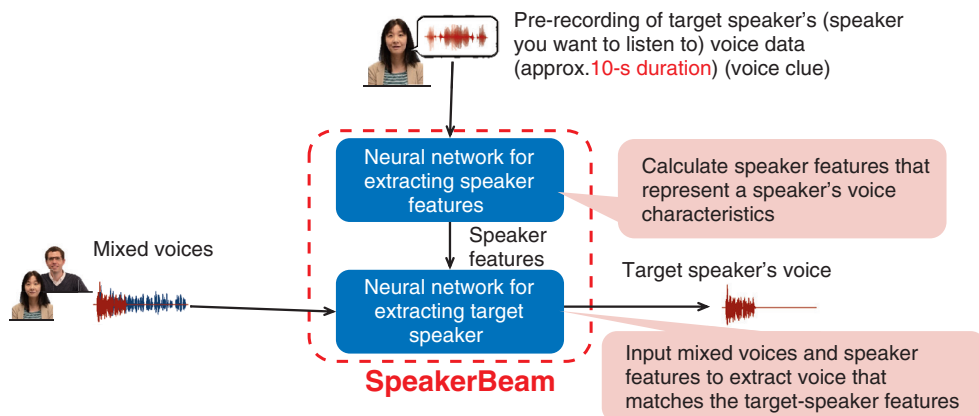 Pre-recording of target speaker's (speaker
you want to listen to) voice data
(approx.10-s duration) (voice clue)
Neural network for
extracting speaker
features
Calculate speaker features that
represent a speaker's voice
characteristics
Mixed voices
Speaker
features
Target speaker's voice
Neural network for
extracting target
speaker
SpeakerBeam
Input mixed voices and speaker
features to extract voice that
matches the target-speaker features